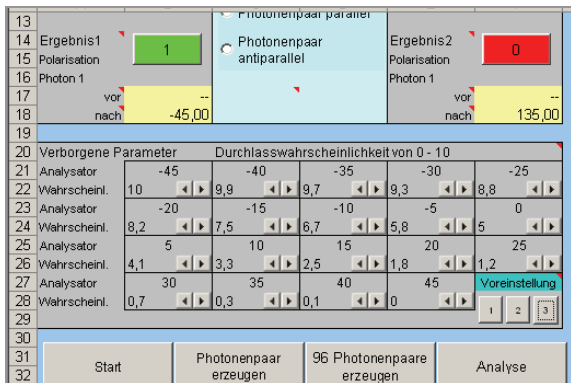 13
Photonenpaar parallel
14 Ergebnis1 1 Photonenpaar Ergebnis2 0
15 Polarisation antiparallel Polarisation
16 Photon 1 Photon 1
17 vor -- vor --
18 nach -45,00 nach 135,00
19
20 Verborgene Parameter Durchlasswahrscheinlichkeit von 0 - 10
21 Analysator -45 -40 -35 -30 -25
22 Wahrscheinl. 10 9,9 9,7 9,3 8,8
23 Analysator -20 -15 -10 -5 0
24 Wahrscheinl. 8,2 7,5 6,7 5,8 5
25 Analysator 5 10 15 20 25
26 Wahrscheinl. 4,1 3,3 2,5 1,8 1,2
27 Analysator 30 35 40 45 Voreinstellung
28 Wahrscheinl. 0,7 0,3 0,1 0 1 2 3
29
30
31 Start Photonenpaar 96 Photonenpaare Analyse
32 erzeugen erzeugen